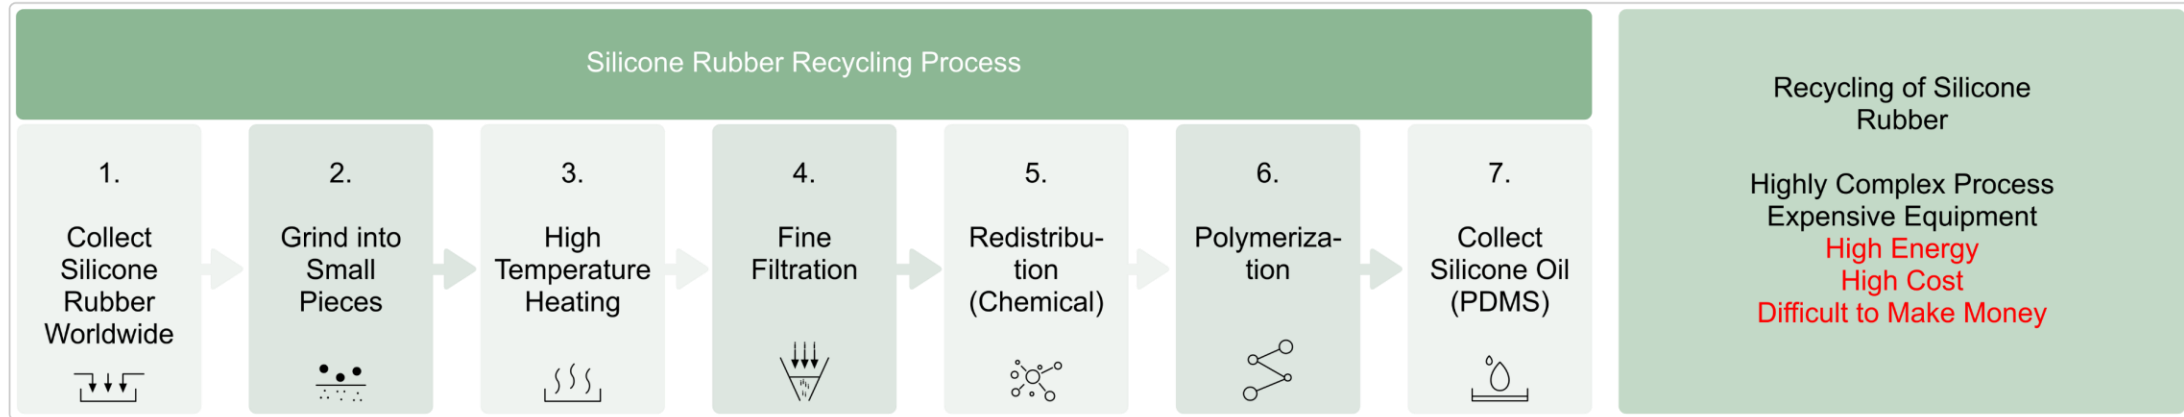 Silicone Rubber Recycling Process
1.
Collect
Silicone
Rubber
Worldwide
2.
Grind into
Small
Pieces
3.
High
Temperature
Heating
4.
Fine
Filtration
5.
Redistribu-
tion
(Chemical)
6.
Polymeriza-
tion
7.
Collect
Silicone Oil
(PDMS)
Recycling of Silicone
Rubber
Highly Complex Process
Expensive Equipment
High Energy
High Cost
Difficult to Make Money